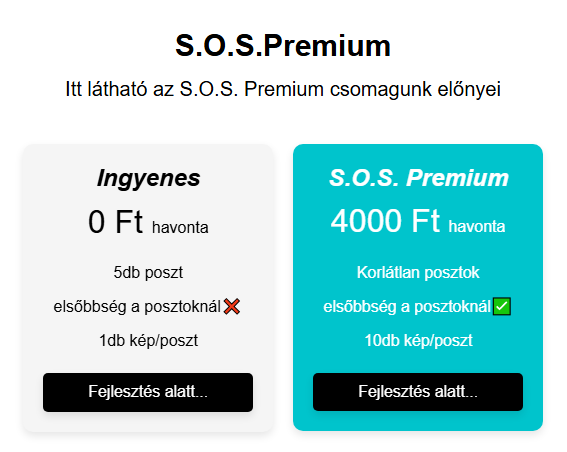 S.O.S.Premium
Itt látható az S.O.S. Premium csomagunk előnyei
Ingyenes
0 Ft havonta
5db poszt
elsőbbség a posztoknál❌
1db kép/poszt
Fejlesztés alatt...
S.O.S. Premium
4000 Ft havonta
Korlátlan posztok
elsőbbség a posztoknál✅
10db kép/poszt
Fejlesztés alatt...